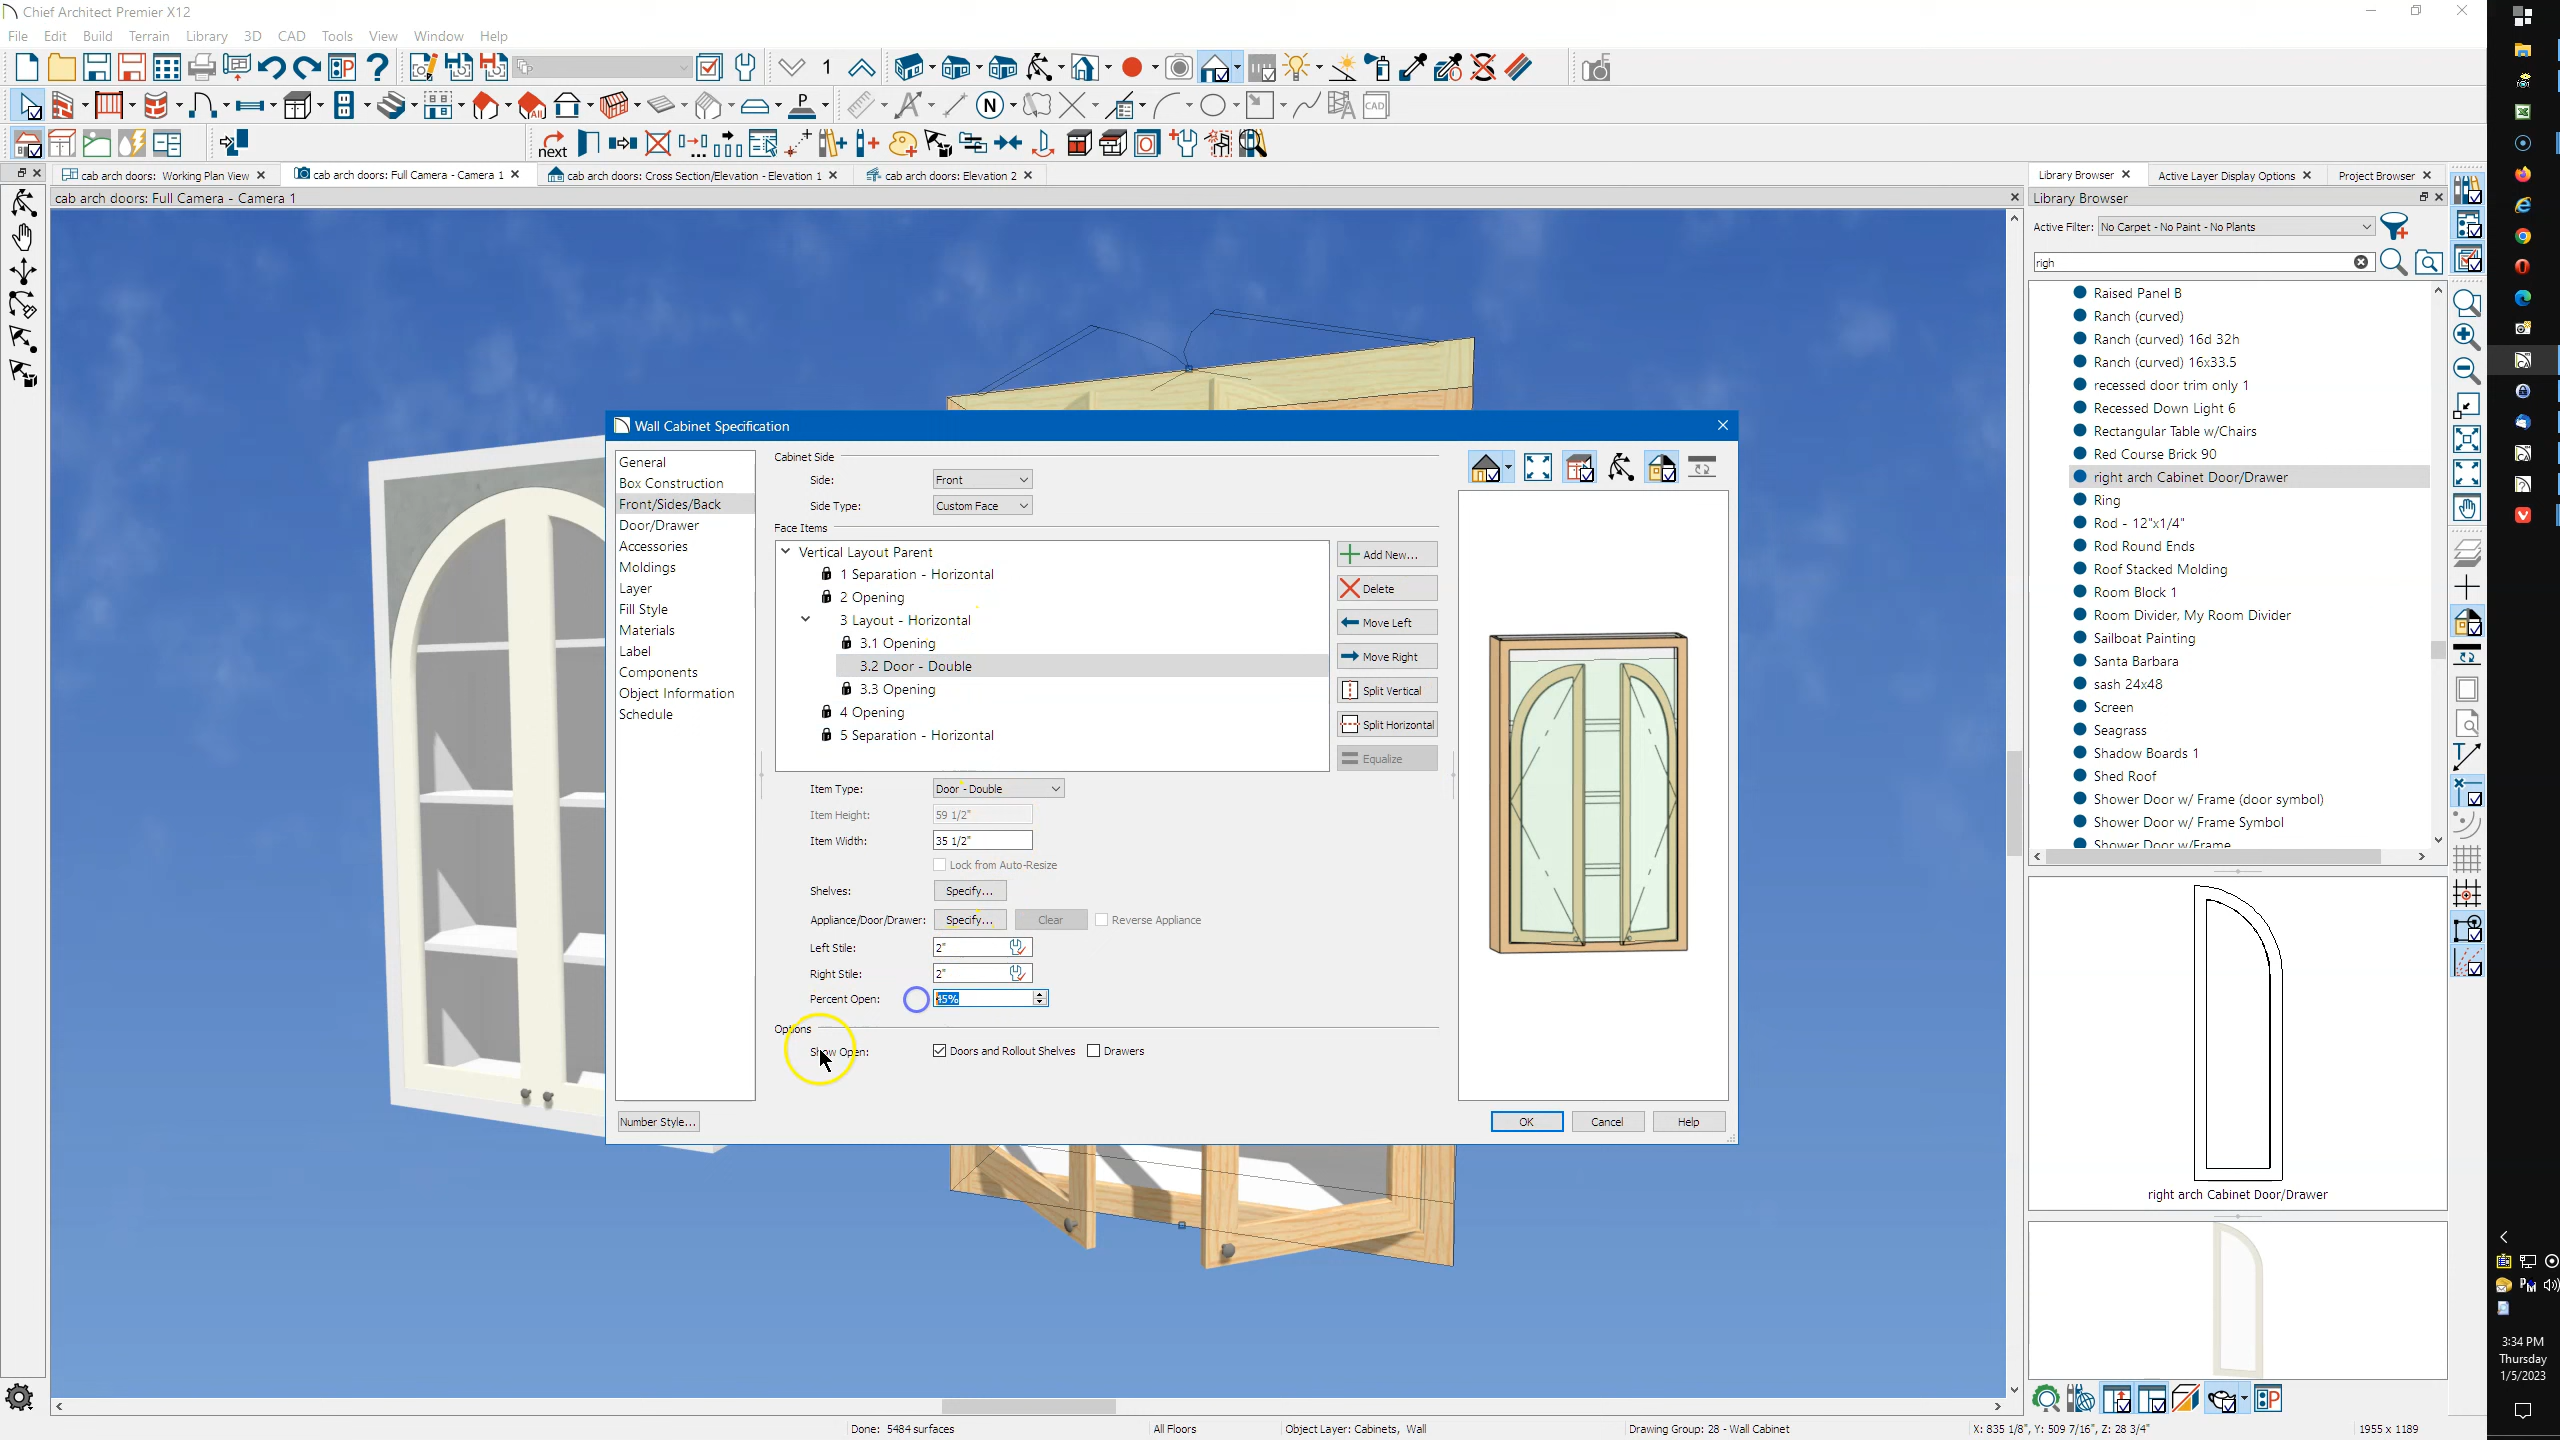 Chief Architect Premier X12
File Edit Build Terrain Library 3D CAD Tools View Window Help
1
N
All
A
P
CAD
next
cab arch doors: Working Plan View
cab arch doors: Full Camera - Camera 1
cab arch doors: Cross Section/Elevation - Elevation 1
cab arch doors: Elevation 2
cab arch doors: Full Camera - Camera 1
Library Browser
Active Layer Display Options
Project Browser
Library Browser
Active Filter: No Carpet - No Paint - No Plants
righ
Raised Panel B
Ranch (curved)
Ranch (curved) 16d 32h
Ranch (curved) 16x33.5
recessed door trim only 1
Recessed Down Light 6
Rectangular Table w/Chairs
Red Course Brick 90
right arch Cabinet Door/Drawer
Ring
Rod - 12"x1/4"
Rod Round Ends
Roof Stacked Molding
Room Block 1
Room Divider, My Room Divider
Sailboat Painting
Santa Barbara
sash 24x48
Screen
Seagrass
Shadow Boards 1
Shed Roof
Shower Door w/ Frame (door symbol)
Shower Door w/ Frame Symbol
Shower Door w/Frame
right arch Cabinet Door/Drawer
Wall Cabinet Specification
General
Box Construction
Front/Sides/Back
Door/Drawer
Accessories
Moldings
Layer
Fill Style
Materials
Label
Components
Object Information
Schedule
Cabinet Side
Side: Front
Side Type: Custom Face
Face Items
Vertical Layout Parent
1 Separation - Horizontal
2 Opening
3 Layout - Horizontal
3.1 Opening
3.2 Door - Double
3.3 Opening
4 Opening
5 Separation - Horizontal
Add New...
Delete
Move Left
Move Right
Split Vertical
Split Horizontal
Equalize
Item Type: Door - Double
Item Height: 59 1/2"
Item Width: 35 1/2"
Lock from Auto-Resize
Shelves: Specify...
Appliance/Door/Drawer: Specify... Clear Reverse Appliance
Left Stile: 2"
Right Stile: 2"
Percent Open:
Options
Show Open: Doors and Rollout Shelves Drawers
Number Style...
OK Cancel Help
3:34 PM
Thursday
1/5/2023
Done: 5484 surfaces
All Floors
Object Layer: Cabinets, Wall
Drawing Group: 28 - Wall Cabinet
X: 835 1/8", Y: 509 7/16", Z: 28 3/4"
1955 x 1189